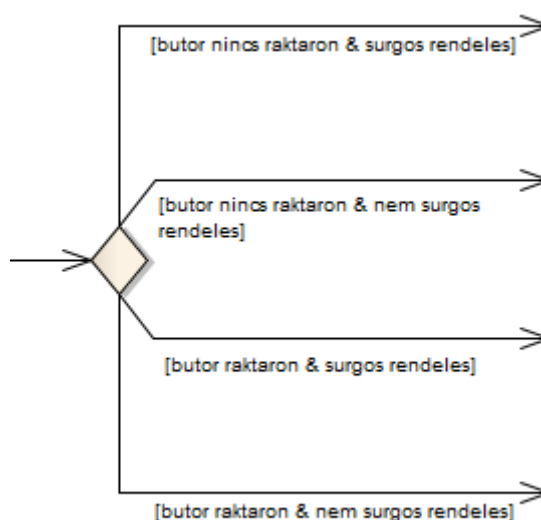 [butor nincs raktaron & surgos rendeles]
[butor nincs raktaron & nem surgos
rendeles]
[butor raktaron & surgos rendeles]
[butor raktaron & nem surgos rendeles]